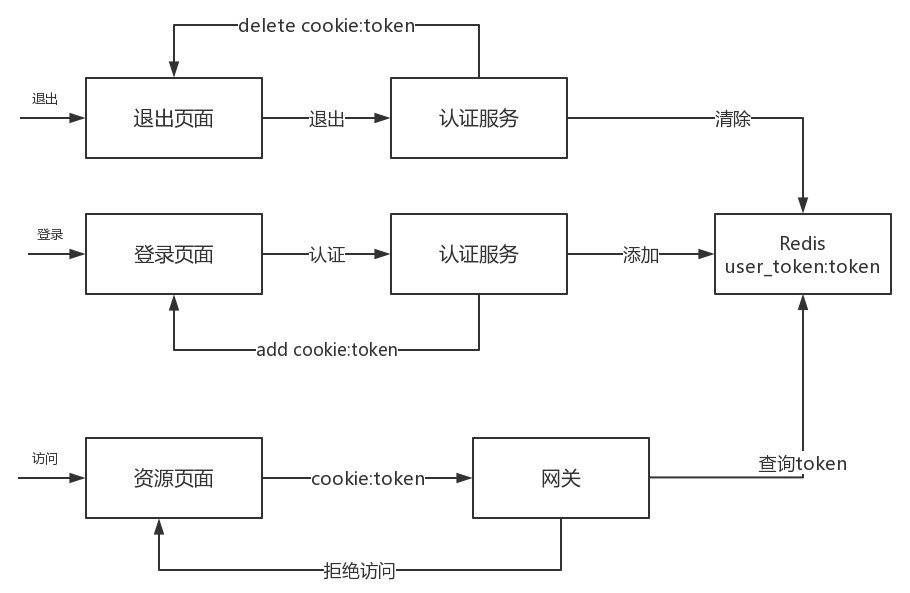 delete cookie:token
退出
退出页面
退出
认证服务
清除
登录
登录页面
认证
认证服务
添加
Redis
user_token:token
add cookie:token
访问
资源页面
cookie:token
网关
查询token
拒绝访问